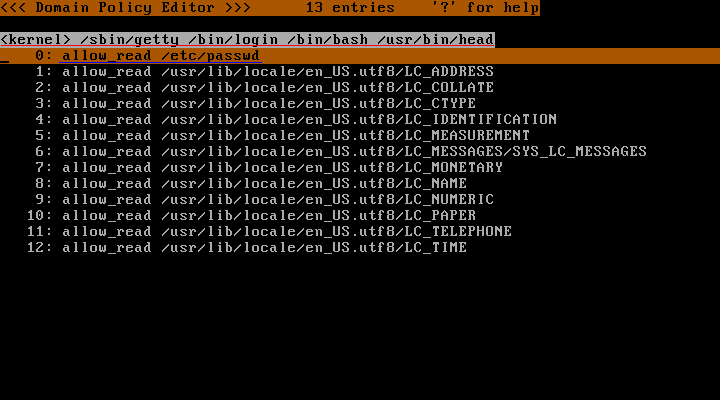 <<< Domain Policy Editor >>>      13 entries    '?' for help
<kernel> /sbin/getty /bin/login /bin/bash /usr/bin/head
0: allow_read /etc/passwd
1: allow_read /usr/lib/locale/en_US.utf8/LC_ADDRESS
2: allow_read /usr/lib/locale/en_US.utf8/LC_COLLATE
3: allow_read /usr/lib/locale/en_US.utf8/LC_CTYPE
4: allow_read /usr/lib/locale/en_US.utf8/LC_IDENTIFICATION
5: allow_read /usr/lib/locale/en_US.utf8/LC_MEASUREMENT
6: allow_read /usr/lib/locale/en_US.utf8/LC_MESSAGES/SYS_LC_MESSAGES
7: allow_read /usr/lib/locale/en_US.utf8/LC_MONETARY
8: allow_read /usr/lib/locale/en_US.utf8/LC_NAME
9: allow_read /usr/lib/locale/en_US.utf8/LC_NUMERIC
10: allow_read /usr/lib/locale/en_US.utf8/LC_PAPER
11: allow_read /usr/lib/locale/en_US.utf8/LC_TELEPHONE
12: allow_read /usr/lib/locale/en_US.utf8/LC_TIME